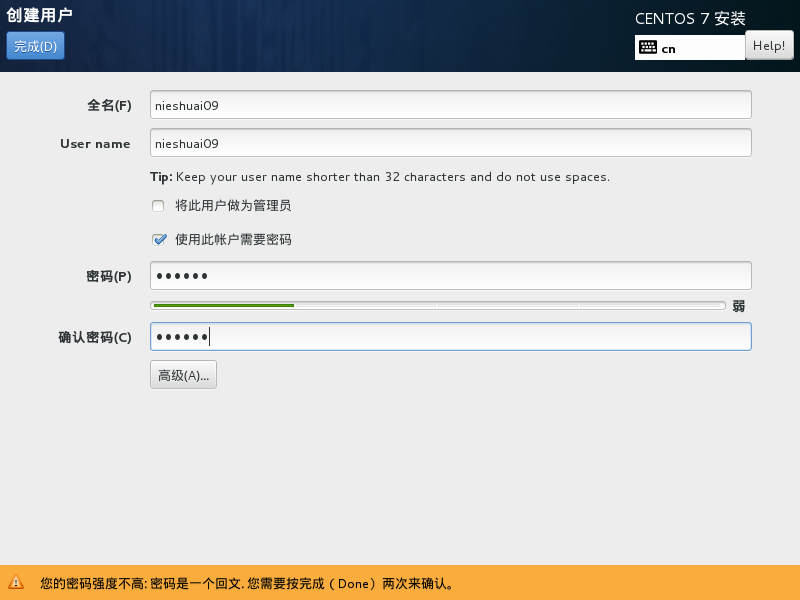 创建用户
CENTOS 7 安装
完成(D)
cn
Help!
全名(F)
nieshuai09
User name
nieshuai09
Tip: Keep your user name shorter than 32 characters and do not use spaces.
将此用户做为管理员
使用此帐户需要密码
密码(P)
●●●●●●
弱
确认密码(C)
●●●●●●
高级(A)...
您的密码强度不高: 密码是一个回文. 您需要按完成（Done）两次来确认。